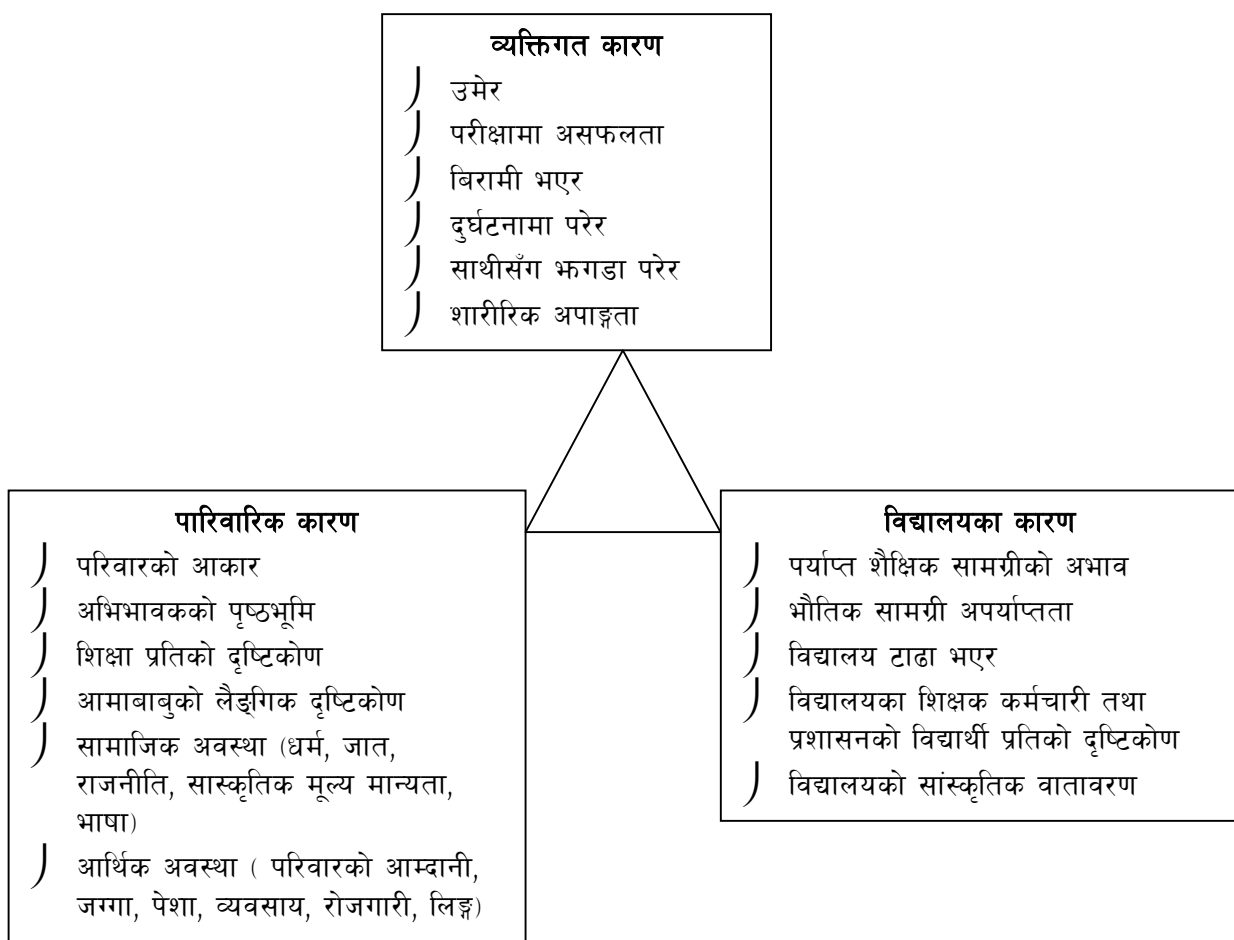 व्यक्तिगत कारण
उमेर
परीक्षामा असफलता
बिरामी भएर
दुर्घटनामा परेर
साथीसँग झगडा परेर
शारीरिक अपाङ्गता
पारिवारिक कारण
परिवारको आकार
अभिभावकको पृष्ठभूमि
शिक्षा प्रतिको दृष्टिकोण
आमाबाबुको लैङ्गिक दृष्टिकोण
सामाजिक अवस्था (धर्म, जात,
राजनीति, सास्कृतिक मूल्य मान्यता,
भाषा)
आर्थिक अवस्था ( परिवारको आम्दानी,
जग्गा, पेशा, व्यवसाय, रोजगारी, लिङ्ग)
विद्यालयका कारण
पर्याप्त शैक्षिक सामग्रीको अभाव
भौतिक सामग्री अपर्याप्तता
विद्यालय टाढा भएर
विद्यालयका शिक्षक कर्मचारी तथा
प्रशासनको विद्यार्थी प्रतिको दृष्टिकोण
विद्यालयको सांस्कृतिक वातावरण